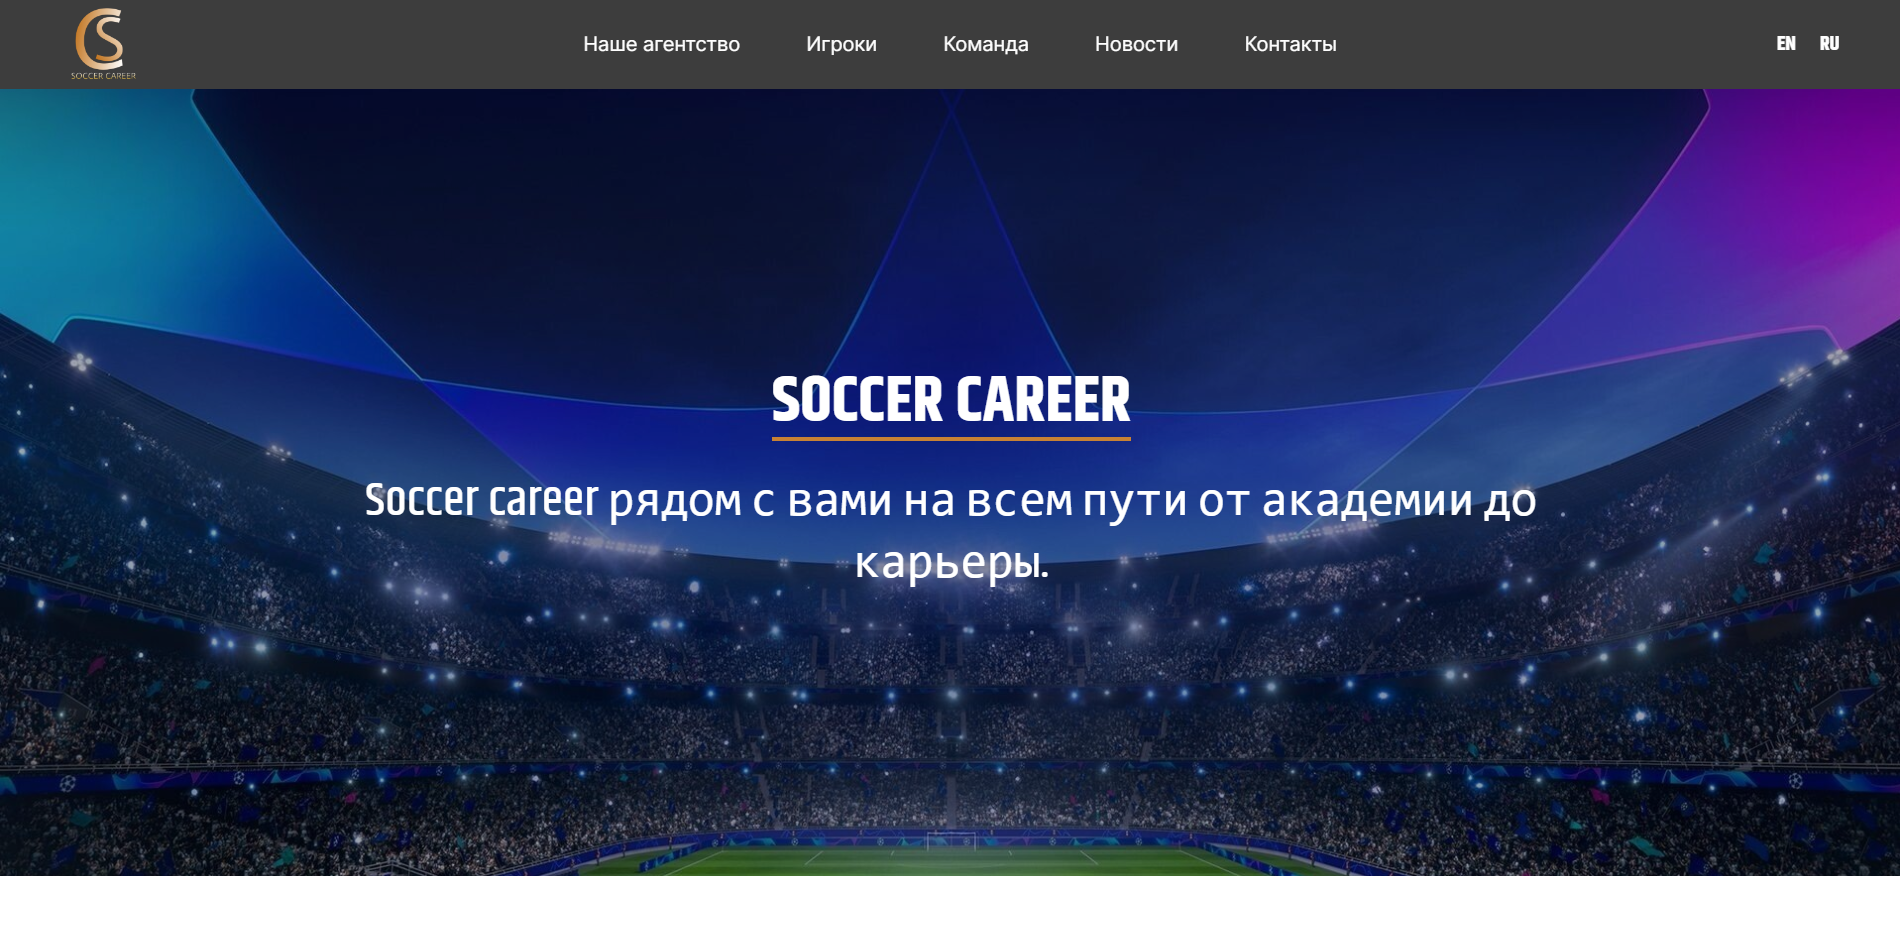 SOCCER CAREER
Наше агентство
Игроки
Команда
Новости
Контакты
EN
RU
SOCCER CAREER
Soccer career рядом с вами на всем пути от академии до
карьеры.